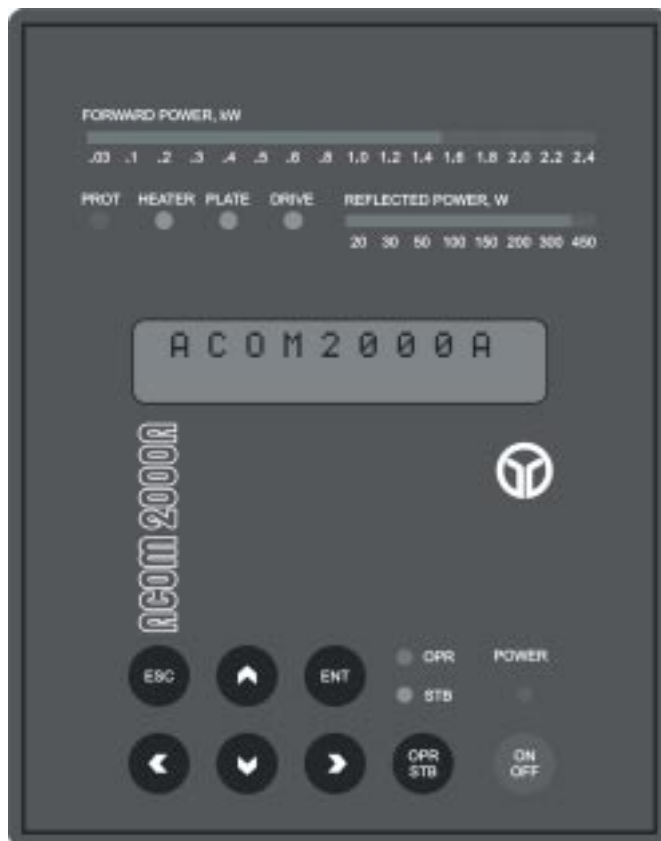 FORWARD POWER, kW
.03 .1 .2 .3 .4 .5 .6 .8 1.0 1.2 1.4 1.6 1.8 2.0 2.2 2.4
PROT HEATER PLATE DRIVE REFLECTED POWER, W
20 30 50 100 150 200 300 450
ACOM2000A
ACOM 2000A
ESC ENT OPR POWER
STB
OPR STB
ON OFF